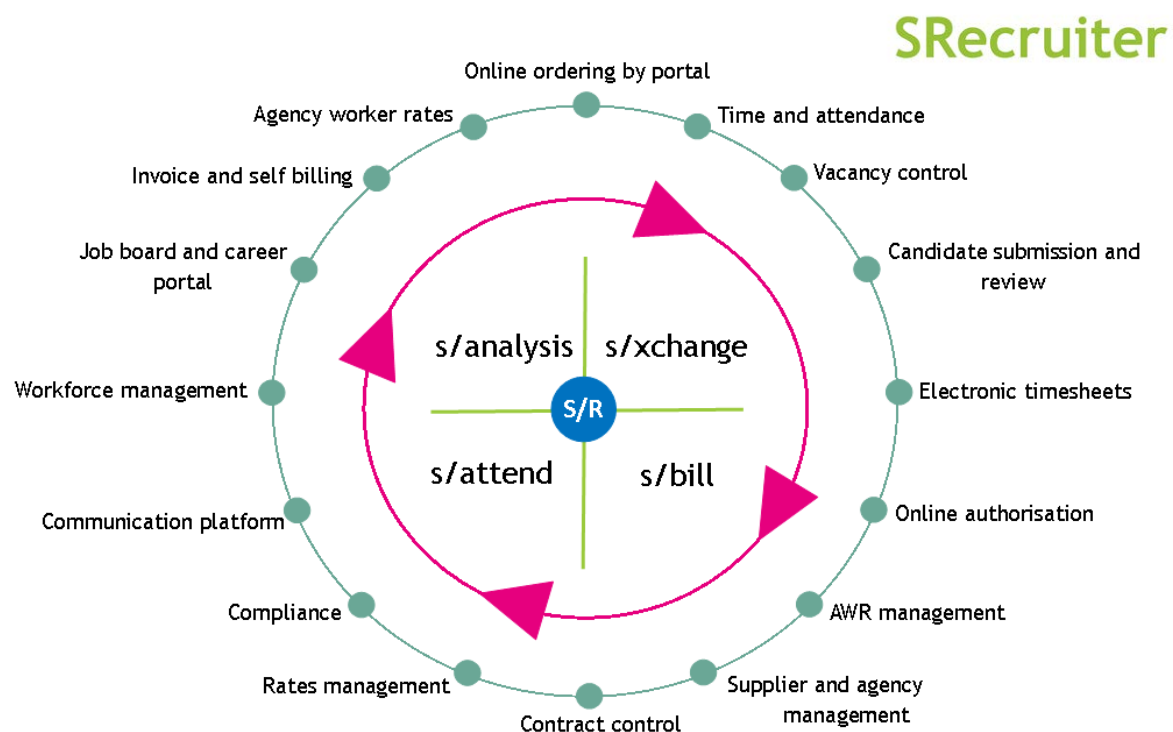 SRecruiter
Online ordering by portal
Agency worker rates
Time and attendance
Invoice and self billing
Vacancy control
Job board and career
portal
Candidate submission and
review
s/analysis
s/xchange
Workforce management
S/R
Electronic timesheets
s/attend
s/bill
Communication platform
Online authorisation
Compliance
AWR management
Rates management
Supplier and agency
management
Contract control